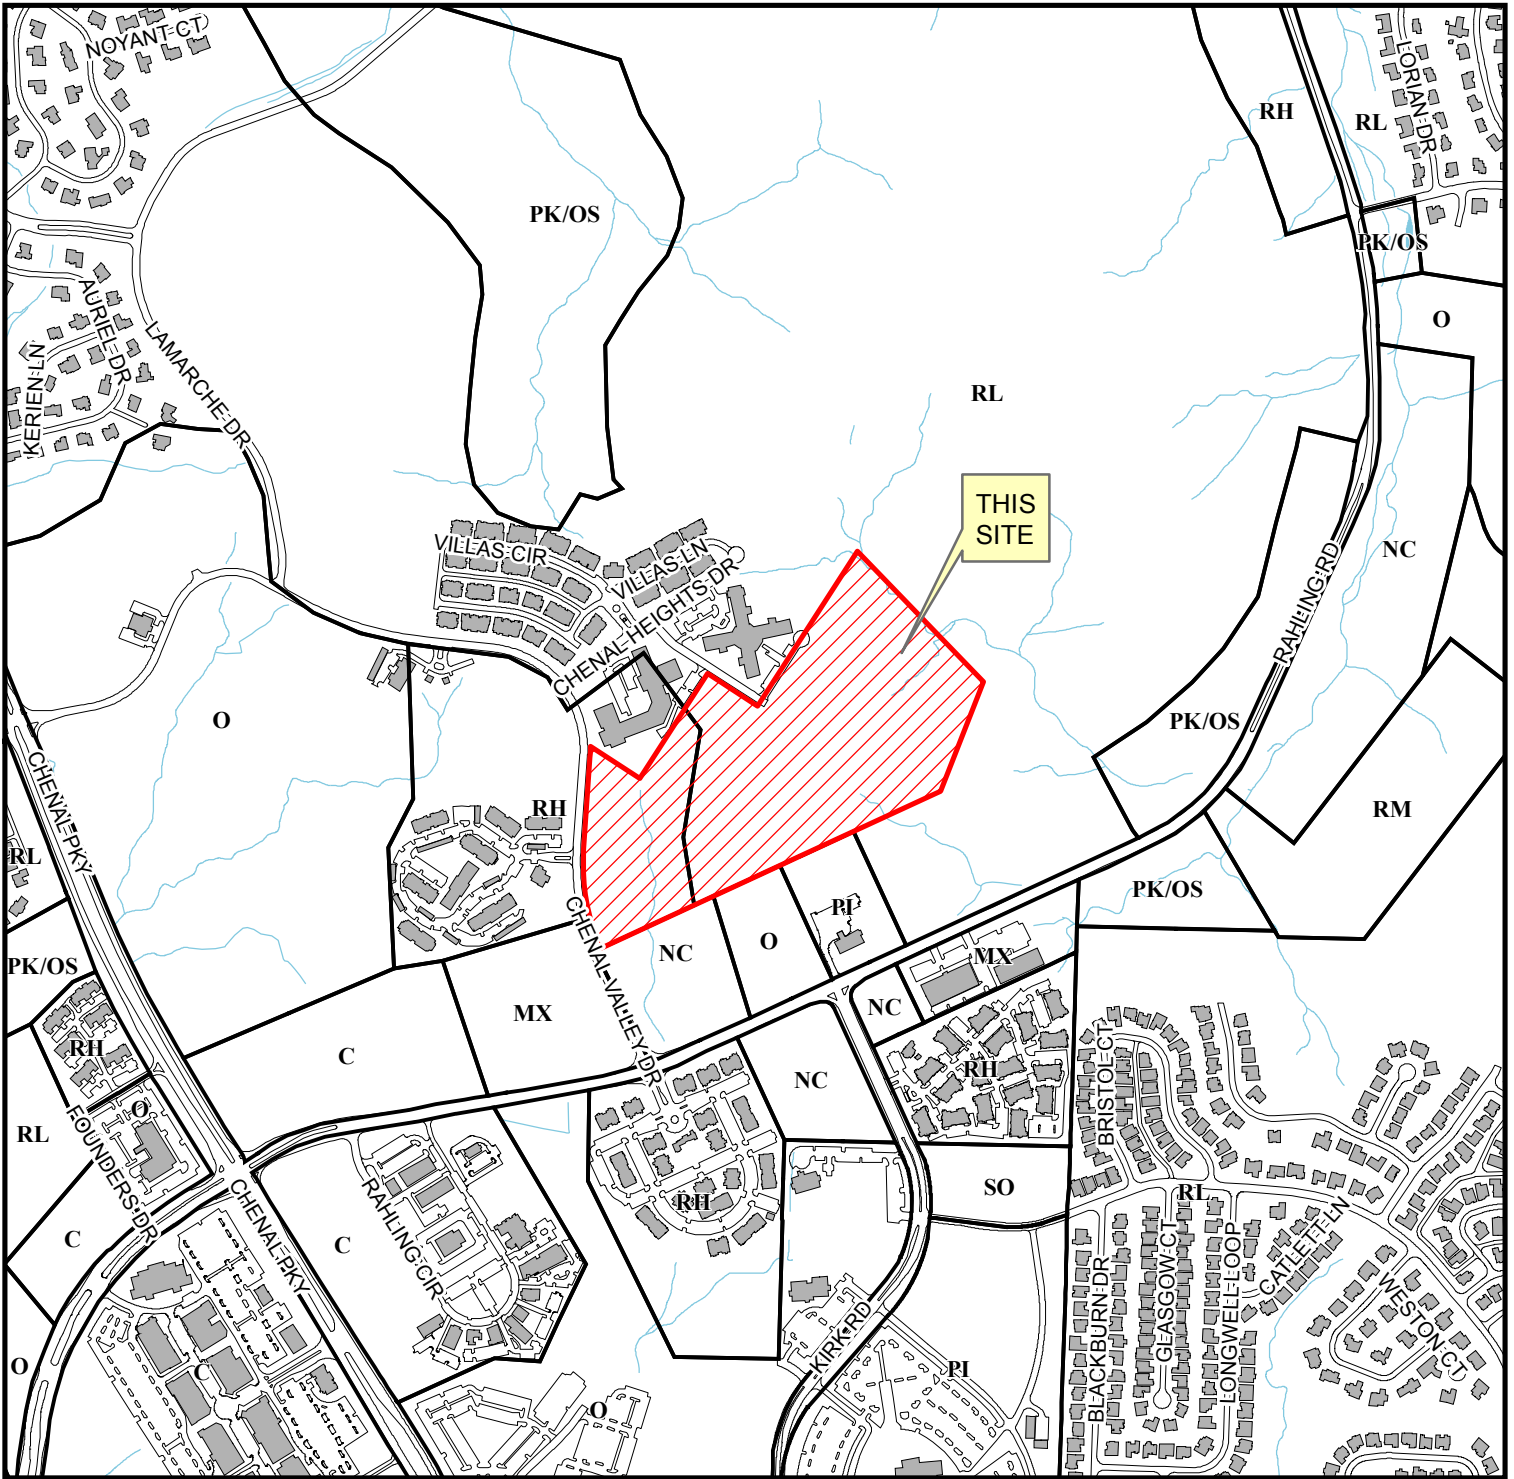 NOYANT CT
LORIAN DR
RH
RL
PK/OS
PK/OS
O
AURIEL DR
LAMARCHE DR
KERIEN LN
RL
THIS
SITE
NC
VILLAS CIR
VILLAS LN
CHENAL HEIGHTS DR
RAHLING RD
O
PK/OS
CHENAL PKY
RH
RM
RL
PK/OS
PI
CHENAL VALLEY DR
O
NC
MX
PK/OS
NC
MX
C
RH
RH
NC
BRISTOL CT
O
RL
FOUNDERS DR
SO
RL
RH
CHENAL PKY
RAHLING CIR
C
C
CATLETT LN
GLASGOW CT
LONGWELL LOOP
BLACKBURN DR
WESTON CT
KIRK RD
O
C
PI
O